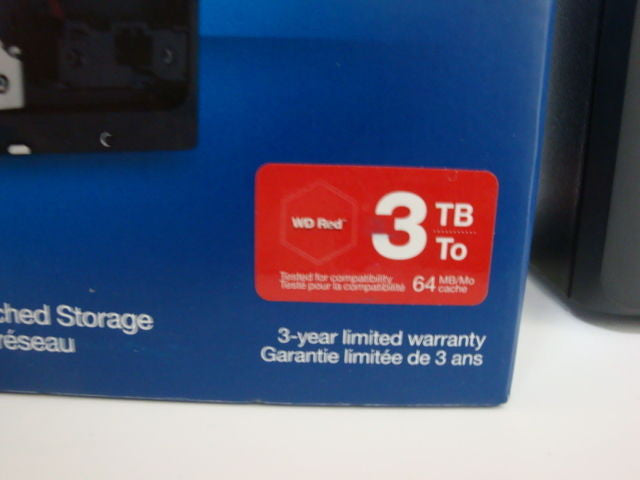 WD Red™
3 TB
To
Tested for compatibility
Testé pour la compatibilité
64 MB/Mo
cache
ched Storage
réseau
3-year limited warranty
Garantie limitée de 3 ans